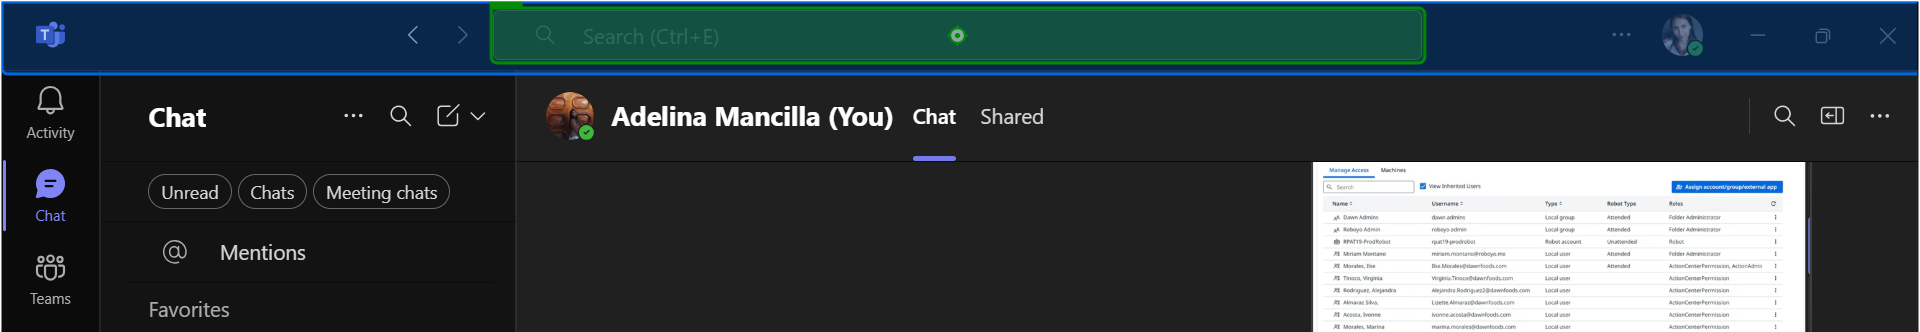 Search (Ctrl+E)
Activity
Chat
Teams
Chat
Unread Chats Meeting chats
@ Mentions
Favorites
Adelina Mancilla (You) Chat Shared
Manage Access Machines
Search View Inherited Users Assign account/group/external app
Name Username Type Robot Type Roles
Dawn Admins dawn admins Local group Attended Folder Administrator
Roboyo Admin roboyo admin Local group Attended Folder Administrator
RPAT19-ProdRobot rpat19-prodrobot Robot account Unattended Robot
Miriam Montano miriam.montano@roboyo.mx Local user Attended Folder Administrator
Morales, Ilse Ilse.Morales@dawnfoods.com Local user Attended ActionCenterPermission, ActionAdmi
Tinoco, Virginia Virginia.Tinoco@dawnfoods.com Local user ActionCenterPermission
Rodriguez, Alejandra Alejandra.Rodriguez2@dawnfoods.com Local user ActionCenterPermission
Almaraz Silva, Lizette.Almaraz@dawnfoods.com Local user ActionCenterPermission
Acosta, Ivonne ivonne.acosta@dawnfoods.com Local user ActionCenterPermission
Morales, Marina marina.morales@dawnfoods.com Local user ActionCenterPermission